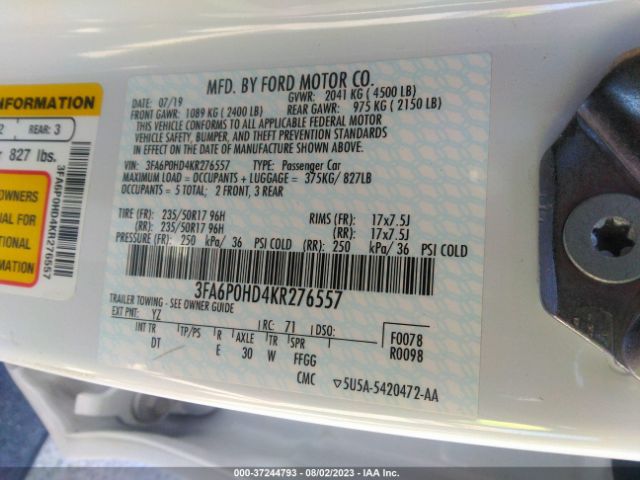 MFD. BY FORD MOTOR CO.
07/19 GVWR: 2041 KG ( 4500 LB)
FRONT GAWR: 1089 KG ( 2400 LB) REAR GAWR: 975 KG ( 2150 LB)
THIS VEHICLE CONFORMS TO ALL APPLICABLE FEDERAL MOTOR
VEHICLE SAFETY, BUMPER, AND THEFT PREVENTION STANDARDS
IN EFFECT ON THE DATE OF MANUFACTURE SHOWN ABOVE.
VIN: 3FA6P0HD4KR276557 TYPE: Passenger Car
MAXIMUM LOAD = OCCUPANTS + LUGGAGE = 375KG/ 827LB
OCCUPANTS = 5 TOTAL: 2 FRONT, 3 REAR
TIRE (FR): 235/50R17 96H RIMS (FR): 17x7.5J
(RR): 235/50R17 96H (RR): 17x7.5J
PRESSURE (FR): 250 kPa/ 36 PSI COLD (RR): 250 kPa/ 36 PSI COLD
3FA6P0HD4KR276557
TRAILER TOWING - SEE OWNER GUIDE
EXT PNT: YZ RC: 71 DSO: F0078
INT TR TP/PS R AXLE TR SPR R0098
DT E 30 W FFGG
CMC 5U5A-5420472-AA
INFORMATION
2 REAR: 3
827 lbs.
3FA6P0HD4KR276557
OWNERS
IAL FOR
TIONAL
MATION.
000-37244793 - 08/02/2023 - IAA Inc.